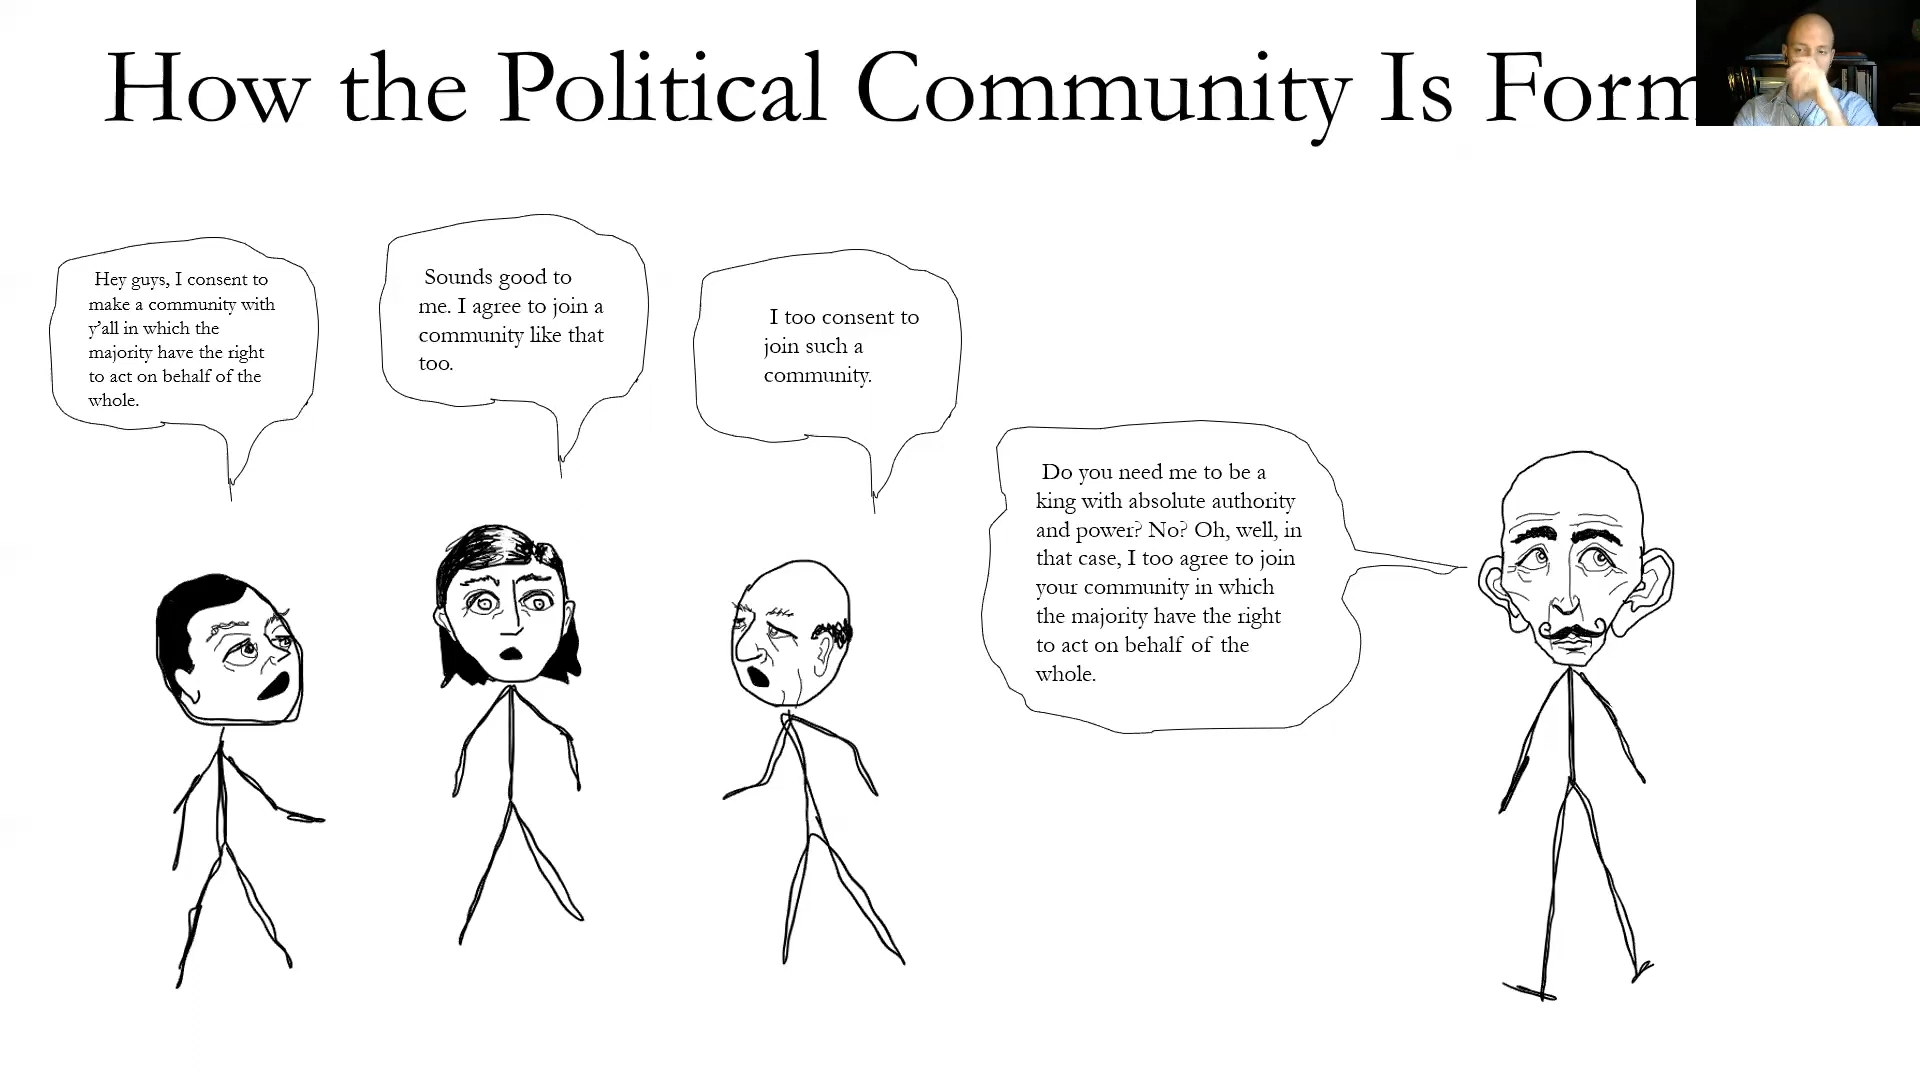 How the Political Community Is Form
Hey guys, I consent to
make a community with
y'all in which the
majority have the right
to act on behalf of the
whole.
Sounds good to
me. I agree to join a
community like that
too.
I too consent to
join such a
community.
Do you need me to be a
king with absolute authority
and power? No? Oh, well, in
that case, I too agree to join
your community in which
the majority have the right
to act on behalf of the
whole.